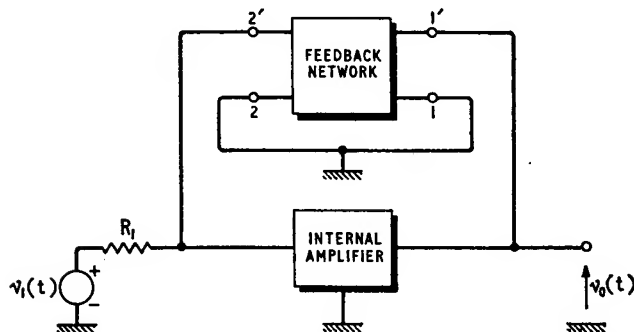 2′ 1′
FEEDBACK
NETWORK
2 1
R₁
INTERNAL
AMPLIFIER
+
−
v₁(t)
v₀(t)